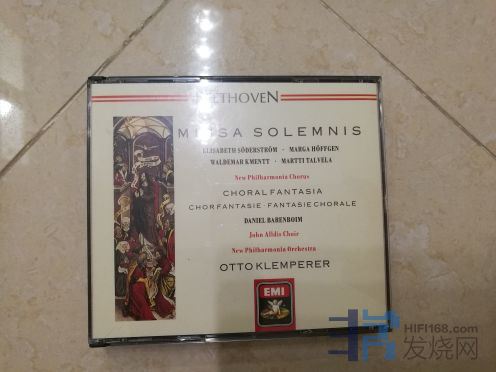 BEETHOVEN
MISSA SOLEMNIS
ELISABETH SÖDERSTRÖM · MARGA HÖFFGEN
WALDEMAR KMENTT · MARTTI TALVELA
New Philharmonia Chorus
CHORAL FANTASIA
CHORFANTASIE · FANTASIE CHORALE
DANIEL BARENBOIM
John Alldis Choir
New Philharmonia Orchestra
OTTO KLEMPERER
EMI
HIFI168.com
发烧网